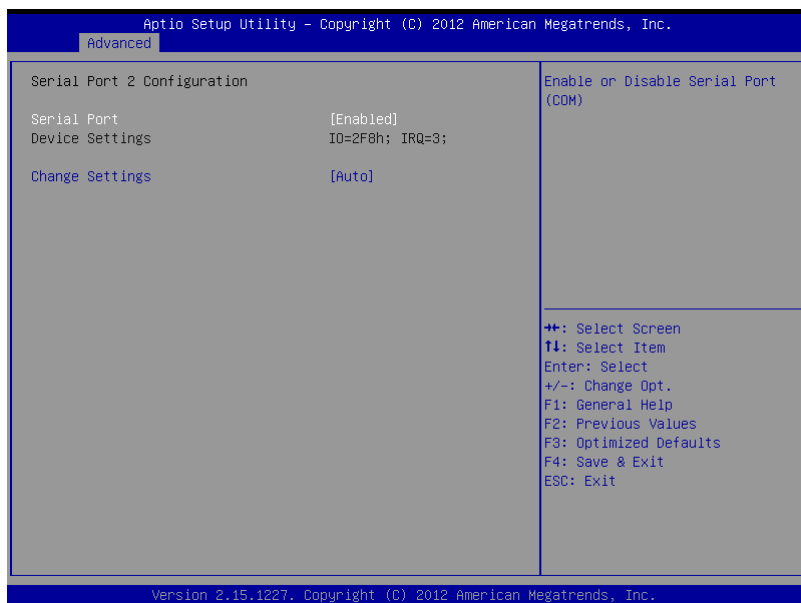 Aptio Setup Utility – Copyright (C) 2012 American Megatrends, Inc.
Advanced
Serial Port 2 Configuration
Serial Port [Enabled]
Device Settings IO=2F8h; IRQ=3;
Change Settings [Auto]
Enable or Disable Serial Port
(COM)
→←: Select Screen
↑↓: Select Item
Enter: Select
+/-: Change Opt.
F1: General Help
F2: Previous Values
F3: Optimized Defaults
F4: Save & Exit
ESC: Exit
Version 2.15.1227. Copyright (C) 2012 American Megatrends, Inc.